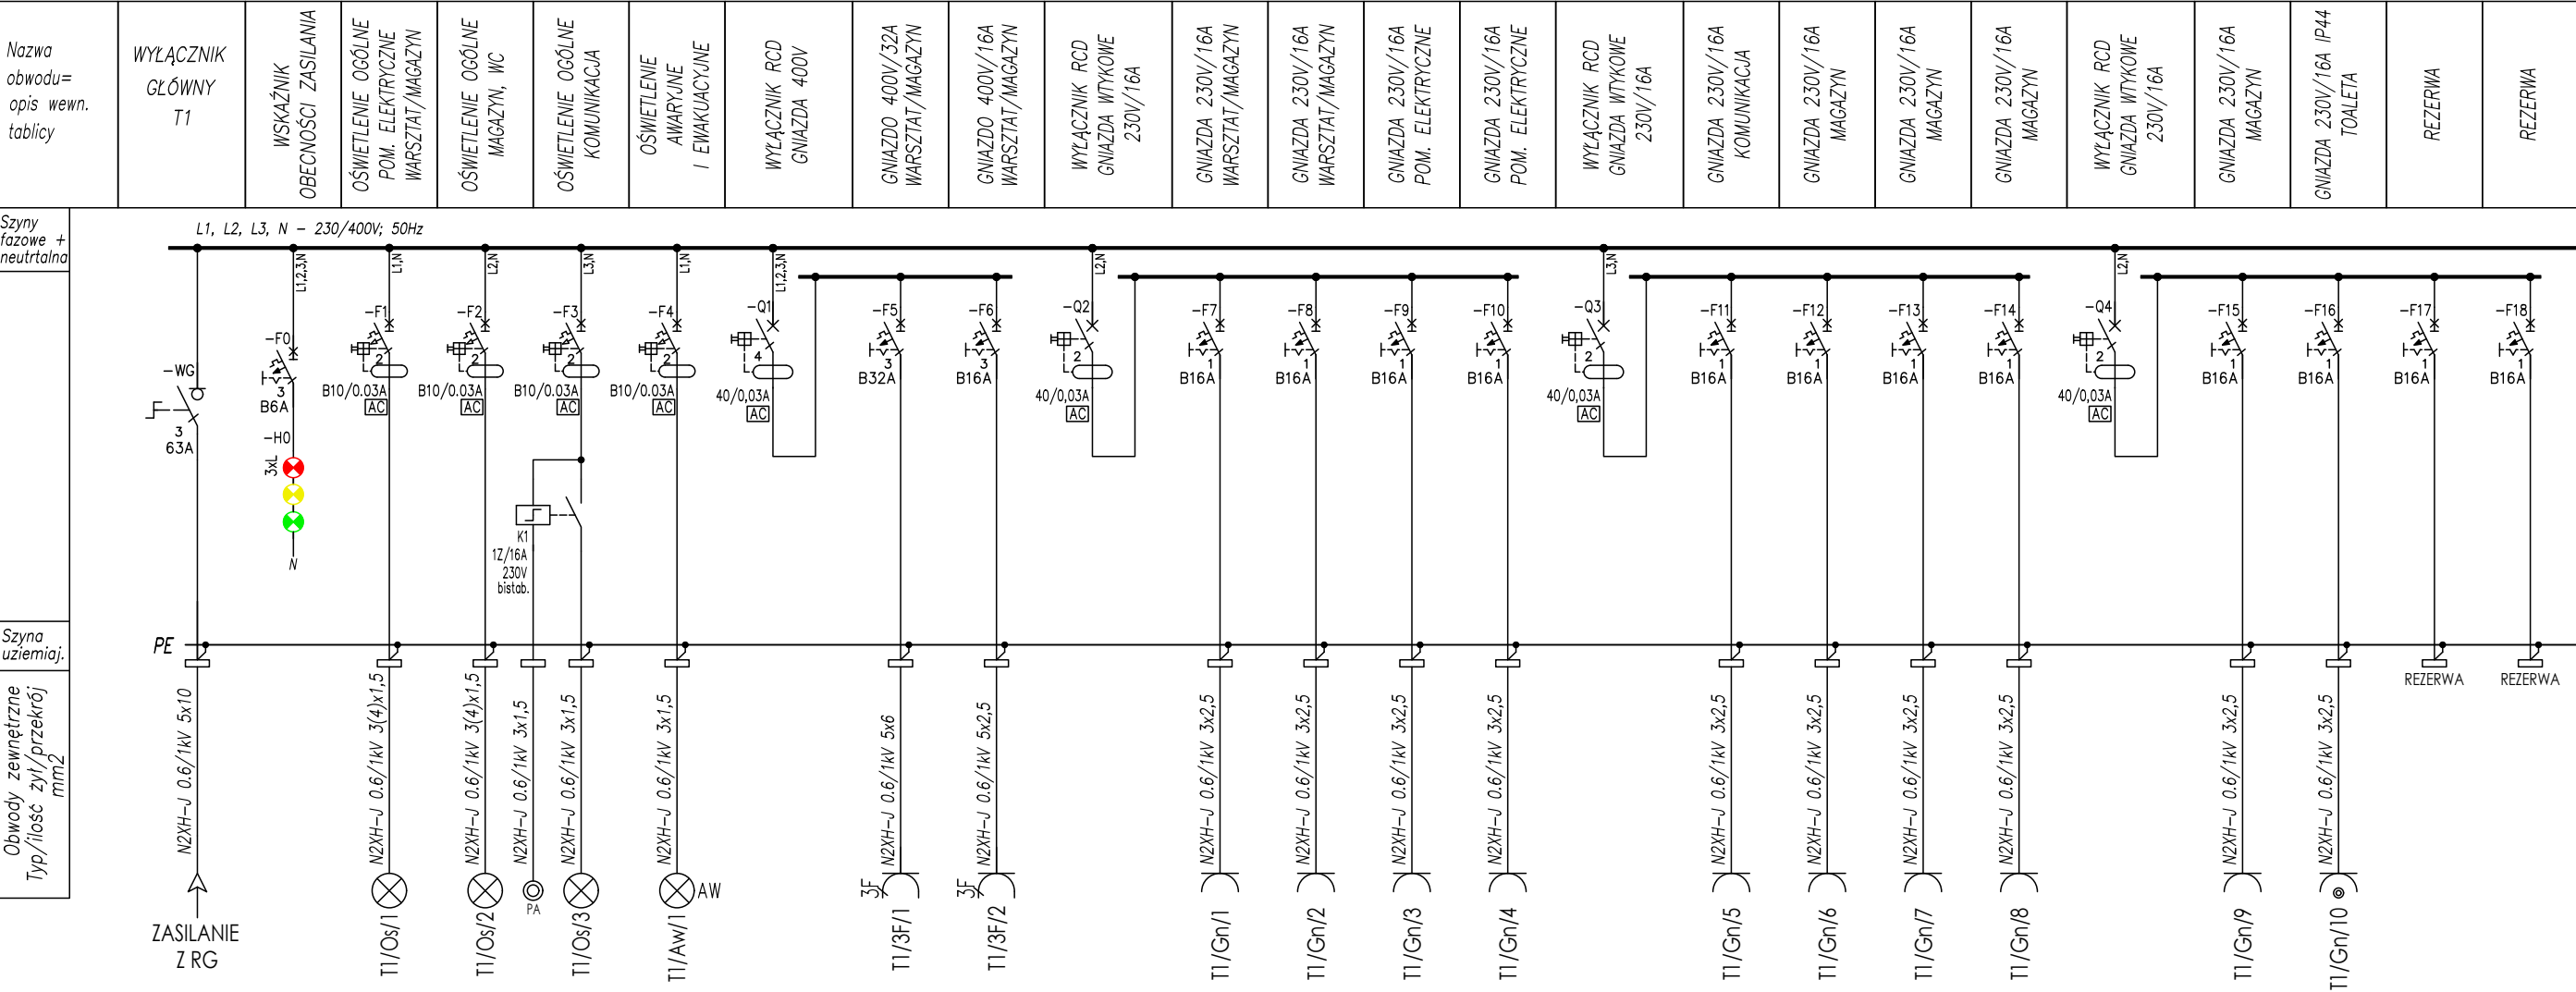 Nazwa
obwodu=
opis wewn.
tablicy
WYŁĄCZNIK
GŁÓWNY
T1
WSKAŹNIK
OBECNOŚCI ZASILANIA
OŚWIETLENIE OGÓLNE
POM. ELEKTRYCZNE
WARSZTAT/MAGAZYN
OŚWIETLENIE OGÓLNE
MAGAZYN, WC
OŚWIETLENIE OGÓLNE
KOMUNIKACJA
OŚWIETLENIE
AWARYJNE
I EWAKUACYJNE
WYŁĄCZNIK RCD
GNIAZDA 400V
GNIAZDO 400V/32A
WARSZTAT/MAGAZYN
GNIAZDO 400V/16A
WARSZTAT/MAGAZYN
WYŁĄCZNIK RCD
GNIAZDA WTYKOWE
230V/16A
GNIAZDA 230V/16A
WARSZTAT/MAGAZYN
GNIAZDA 230V/16A
WARSZTAT/MAGAZYN
GNIAZDA 230V/16A
POM. ELEKTRYCZNE
GNIAZDA 230V/16A
POM. ELEKTRYCZNE
WYŁĄCZNIK RCD
GNIAZDA WTYKOWE
230V/16A
GNIAZDA 230V/16A
KOMUNIKACJA
GNIAZDA 230V/16A
MAGAZYN
GNIAZDA 230V/16A
MAGAZYN
GNIAZDA 230V/16A
MAGAZYN
WYŁĄCZNIK RCD
GNIAZDA WTYKOWE
230V/16A
GNIAZDA 230V/16A
MAGAZYN
GNIAZDA 230V/16A IP44
TOALETA
REZERWA
REZERWA
Szyny
fazowe +
neutrtalna
L1, L2, L3, N – 230/400V; 50Hz
L1,2,3,N
L1,N
L2,N
L3,N
L1,N
L1,2,3,N
L2,N
L3,N
L2,N
–WG
3
63A
–F0
3
B6A
–H0
3xL
N
–F1
2
B10/0.03A
AC
–F2
2
B10/0.03A
AC
–F3
2
B10/0.03A
AC
K1
1Z/16A
230V
bistab.
–F4
2
B10/0.03A
AC
–Q1
4
40/0,03A
AC
–F5
3
B32A
–F6
3
B16A
–Q2
2
40/0,03A
AC
–F7
1
B16A
–F8
1
B16A
–F9
1
B16A
–F10
1
B16A
–Q3
2
40/0,03A
AC
–F11
1
B16A
–F12
1
B16A
–F13
1
B16A
–F14
1
B16A
–Q4
2
40/0,03A
AC
–F15
1
B16A
–F16
1
B16A
–F17
1
B16A
–F18
1
B16A
Szyna
uziemiaj.
PE
REZERWA
REZERWA
Obwody zewnętrzne
Typ/ilość żył/przekrój
mm2
N2XH–J 0.6/1kV 5x10
N2XH–J 0.6/1kV 3(4)x1,5
N2XH–J 0.6/1kV 3(4)x1,5
N2XH–J 0.6/1kV 3x1,5
N2XH–J 0.6/1kV 3x1,5
N2XH–J 0.6/1kV 3x1,5
N2XH–J 0.6/1kV 5x6
N2XH–J 0.6/1kV 5x2,5
N2XH–J 0.6/1kV 3x2,5
N2XH–J 0.6/1kV 3x2,5
N2XH–J 0.6/1kV 3x2,5
N2XH–J 0.6/1kV 3x2,5
N2XH–J 0.6/1kV 3x2,5
N2XH–J 0.6/1kV 3x2,5
N2XH–J 0.6/1kV 3x2,5
N2XH–J 0.6/1kV 3x2,5
N2XH–J 0.6/1kV 3x2,5
N2XH–J 0.6/1kV 3x2,5
PA
AW
3F
3F
ZASILANIE
Z RG
T1/Os/1
T1/Os/2
T1/Os/3
T1/Aw/1
T1/3F/1
T1/3F/2
T1/Gn/1
T1/Gn/2
T1/Gn/3
T1/Gn/4
T1/Gn/5
T1/Gn/6
T1/Gn/7
T1/Gn/8
T1/Gn/9
T1/Gn/10